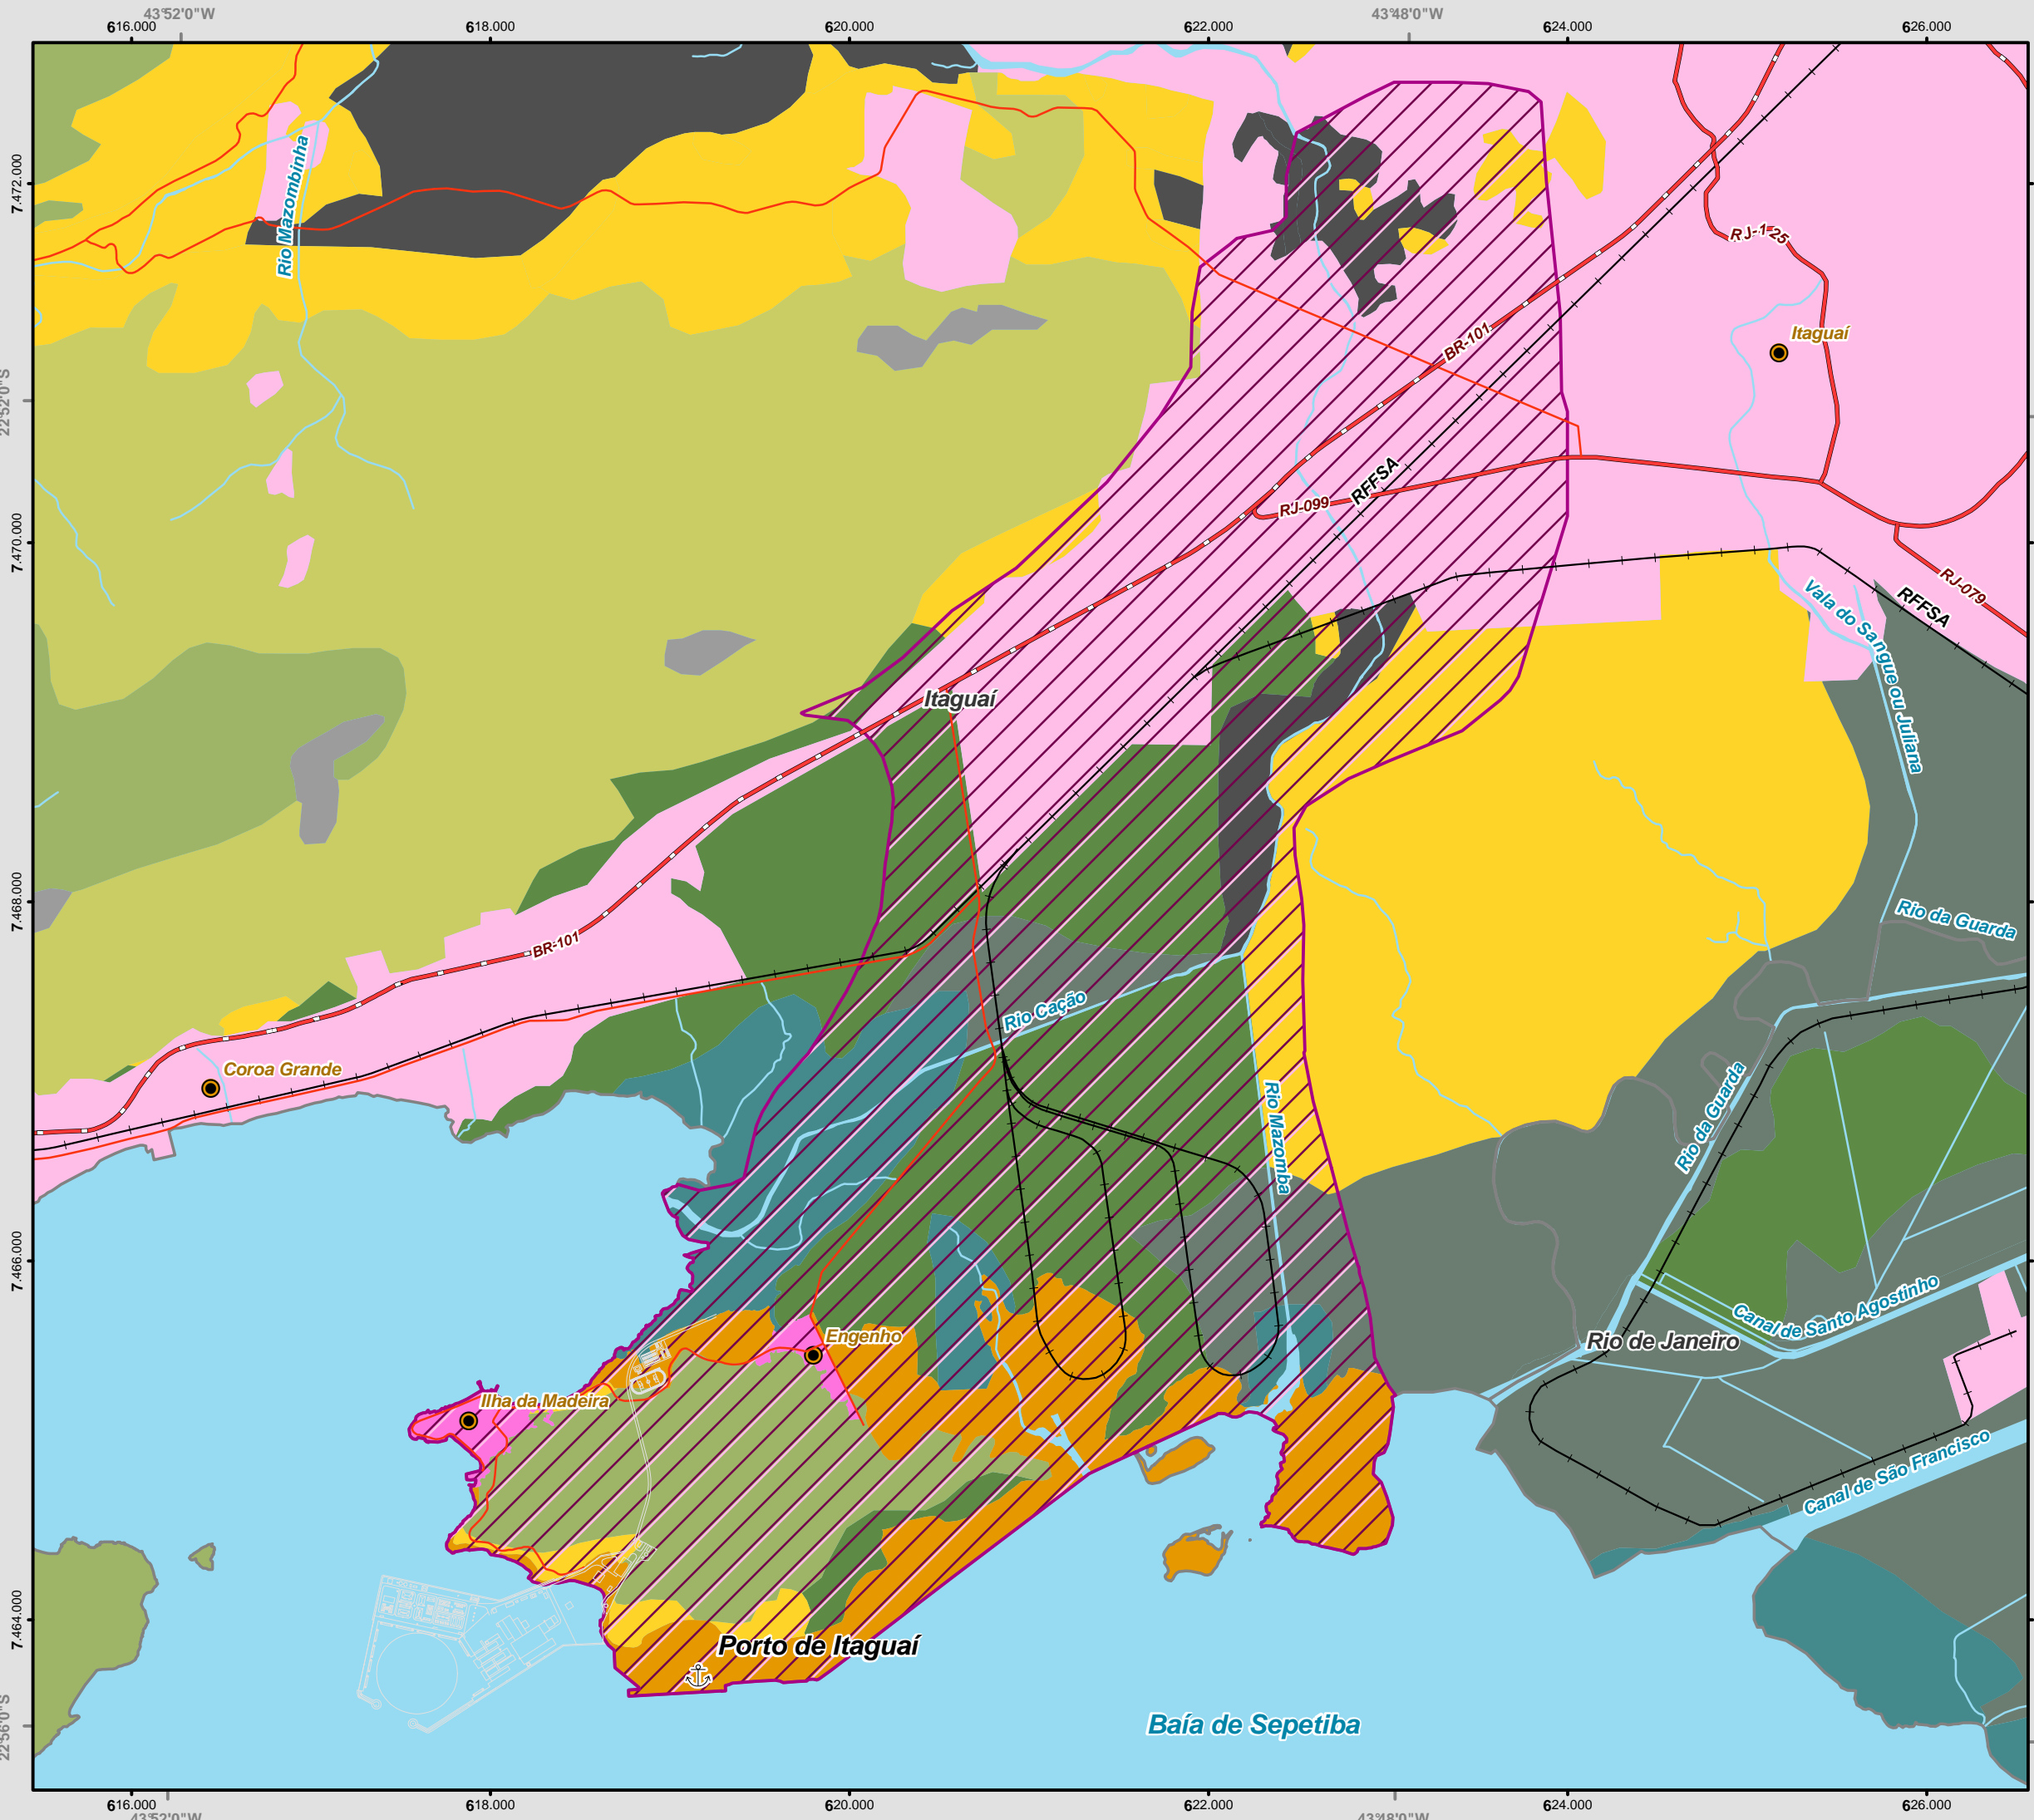 43°52'0"W
43°48'0"W
616.000
618.000
620.000
622.000
624.000
626.000
7.472.000
Rio Mazombinha
RJ-125
Itaguaí
BR-101
22°52'0"S
RFFSA
RJ-099
7.470.000
RJ-079
RFFSA
Vala do Sangue ou Juliana
Itaguaí
7.468.000
BR-101
Rio da Guarda
Rio Cação
Coroa Grande
Rio da Guarda
Rio Mazomba
7.466.000
Canal de Santo Agostinho
Engenho
Rio de Janeiro
Ilha da Madeira
Canal de São Francisco
7.464.000
Porto de Itaguaí
22°56'0"S
Baía de Sepetiba
616.000
618.000
620.000
622.000
624.000
626.000
43°52'0"W
43°48'0"W